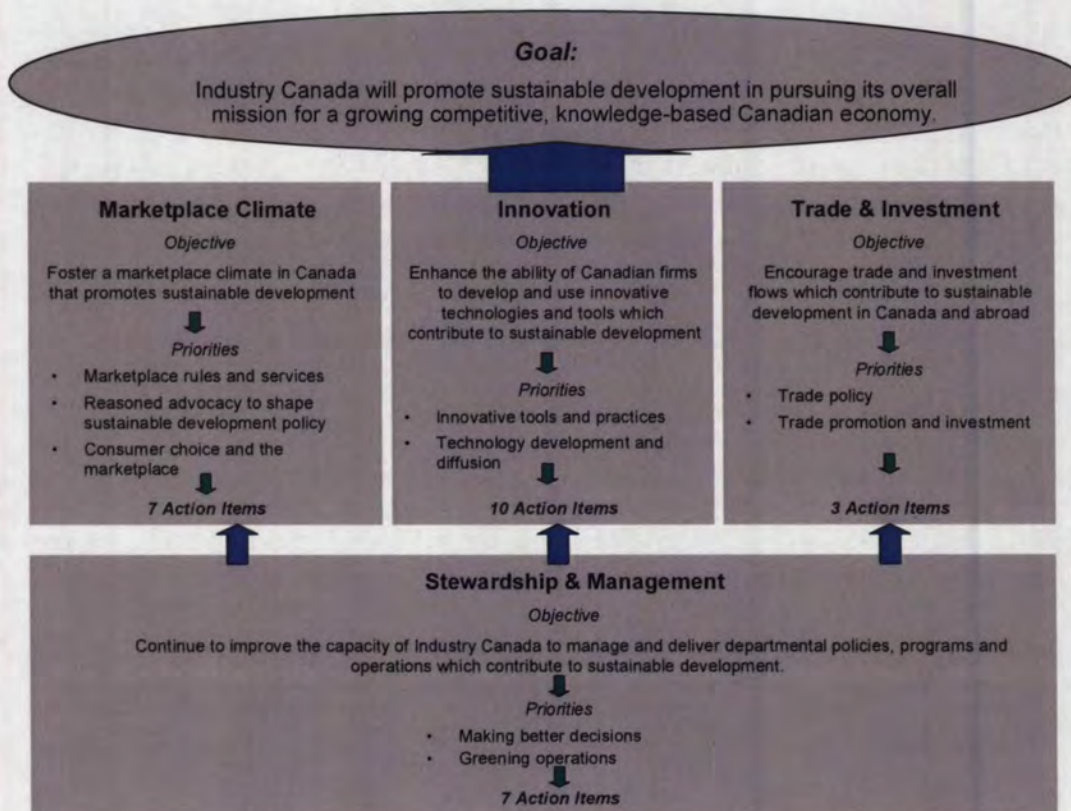 Goal:
Industry Canada will promote sustainable development in pursuing its overall
mission for a growing competitive, knowledge-based Canadian economy.
Marketplace Climate
Objective
Foster a marketplace climate in Canada
that promotes sustainable development
Priorities
• Marketplace rules and services
• Reasoned advocacy to shape
sustainable development policy
• Consumer choice and the
marketplace
7 Action Items
Innovation
Objective
Enhance the ability of Canadian firms
to develop and use innovative
technologies and tools which
contribute to sustainable development
Priorities
• Innovative tools and practices
• Technology development and
diffusion
10 Action Items
Trade & Investment
Objective
Encourage trade and investment
flows which contribute to sustainable
development in Canada and abroad
Priorities
• Trade policy
• Trade promotion and investment
3 Action Items
Stewardship & Management
Objective
Continue to improve the capacity of Industry Canada to manage and deliver departmental policies, programs and
operations which contribute to sustainable development.
Priorities
• Making better decisions
• Greening operations
7 Action Items